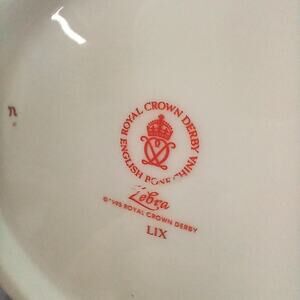 ROYAL CROWN DERBY
ENGLISH BONE CHINA
Zebra
ROYAL CROWN DERBY
LIX